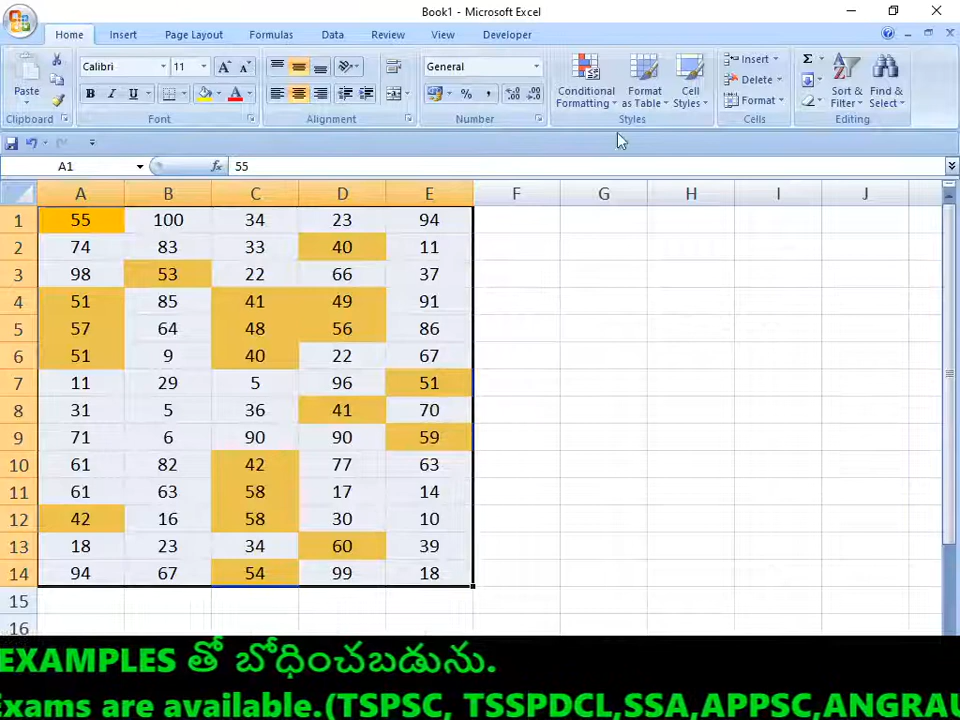 Book1 - Microsoft Excel
Home Insert Page Layout Formulas Data Review View Developer
Paste Calibri 11 A A General Conditional Formatting Format as Table Cell Styles Insert Delete Format Σ Sort & Filter Find & Select
B I U A % ,
Clipboard Font Alignment Number Styles Cells Editing
A1 fx 55
A B C D E F G H I J
1 55 100 34 23 94
2 74 83 33 40 11
3 98 53 22 66 37
4 51 85 41 49 91
5 57 64 48 56 86
6 51 9 40 22 67
7 11 29 5 96 51
8 31 5 36 41 70
9 71 6 90 90 59
10 61 82 42 77 63
11 61 63 58 17 14
12 42 16 58 30 10
13 18 23 34 60 39
14 94 67 54 99 18
15
16
EXAMPLES తో బోధించబడును.
Exams are available.(TSPSC, TSSPDCL,SSA,APPSC,ANGRAU